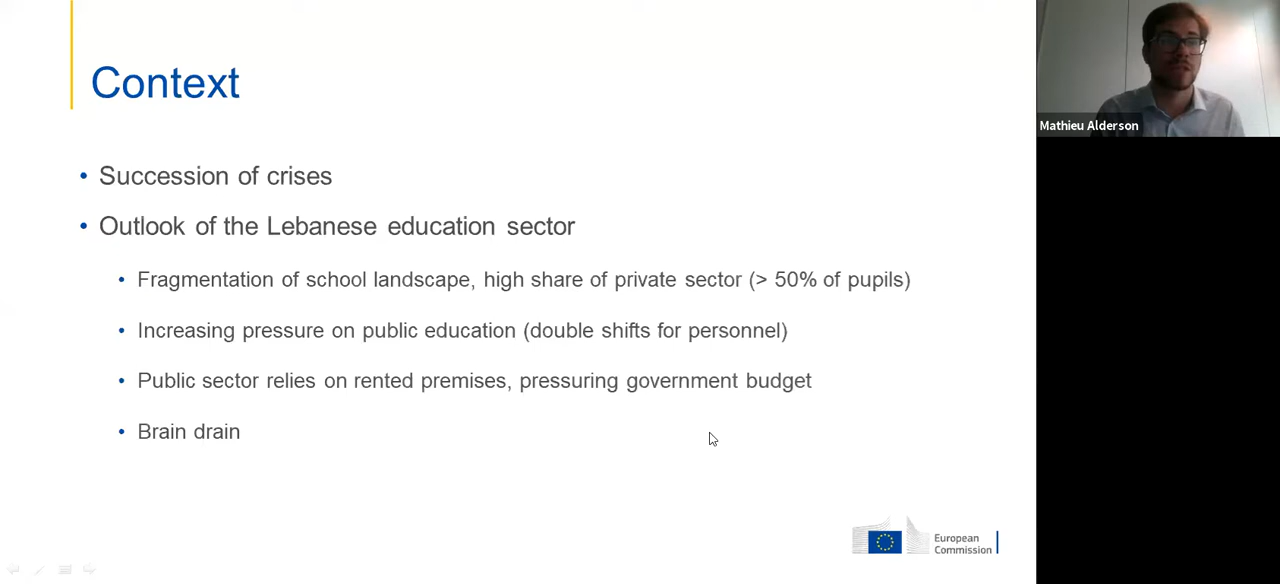 Context
Succession of crises
Outlook of the Lebanese education sector
Fragmentation of school landscape, high share of private sector (> 50% of pupils)
Increasing pressure on public education (double shifts for personnel)
Public sector relies on rented premises, pressuring government budget
Brain drain
European
Commission
Mathieu Alderson